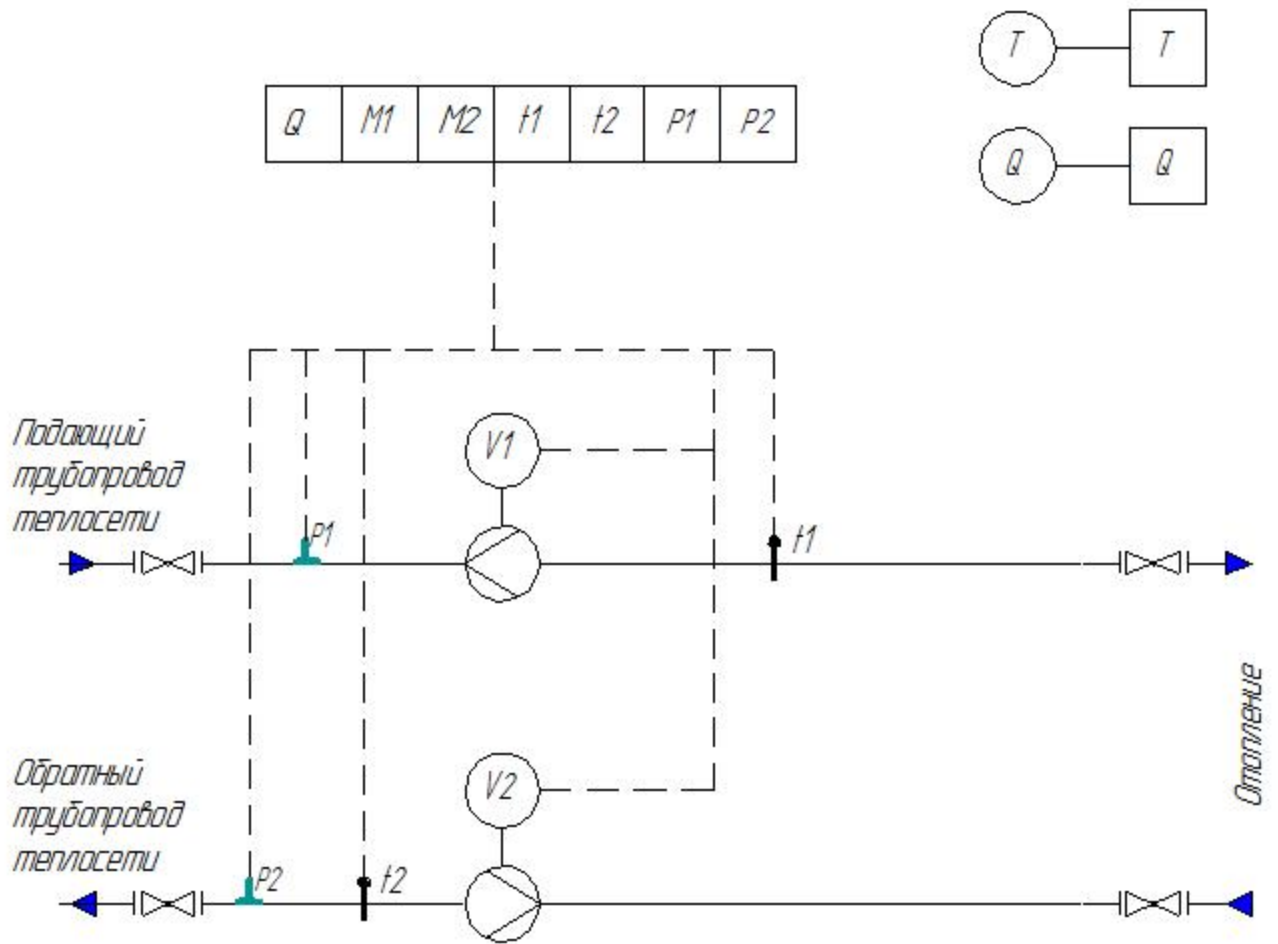 T T
Q M1 M2 t1 t2 P1 P2
Q Q
Подающий
трубопровод
теплосети
V1
P1
t1
Отопление
Обратный
трубопровод
теплосети
V2
P2
t2